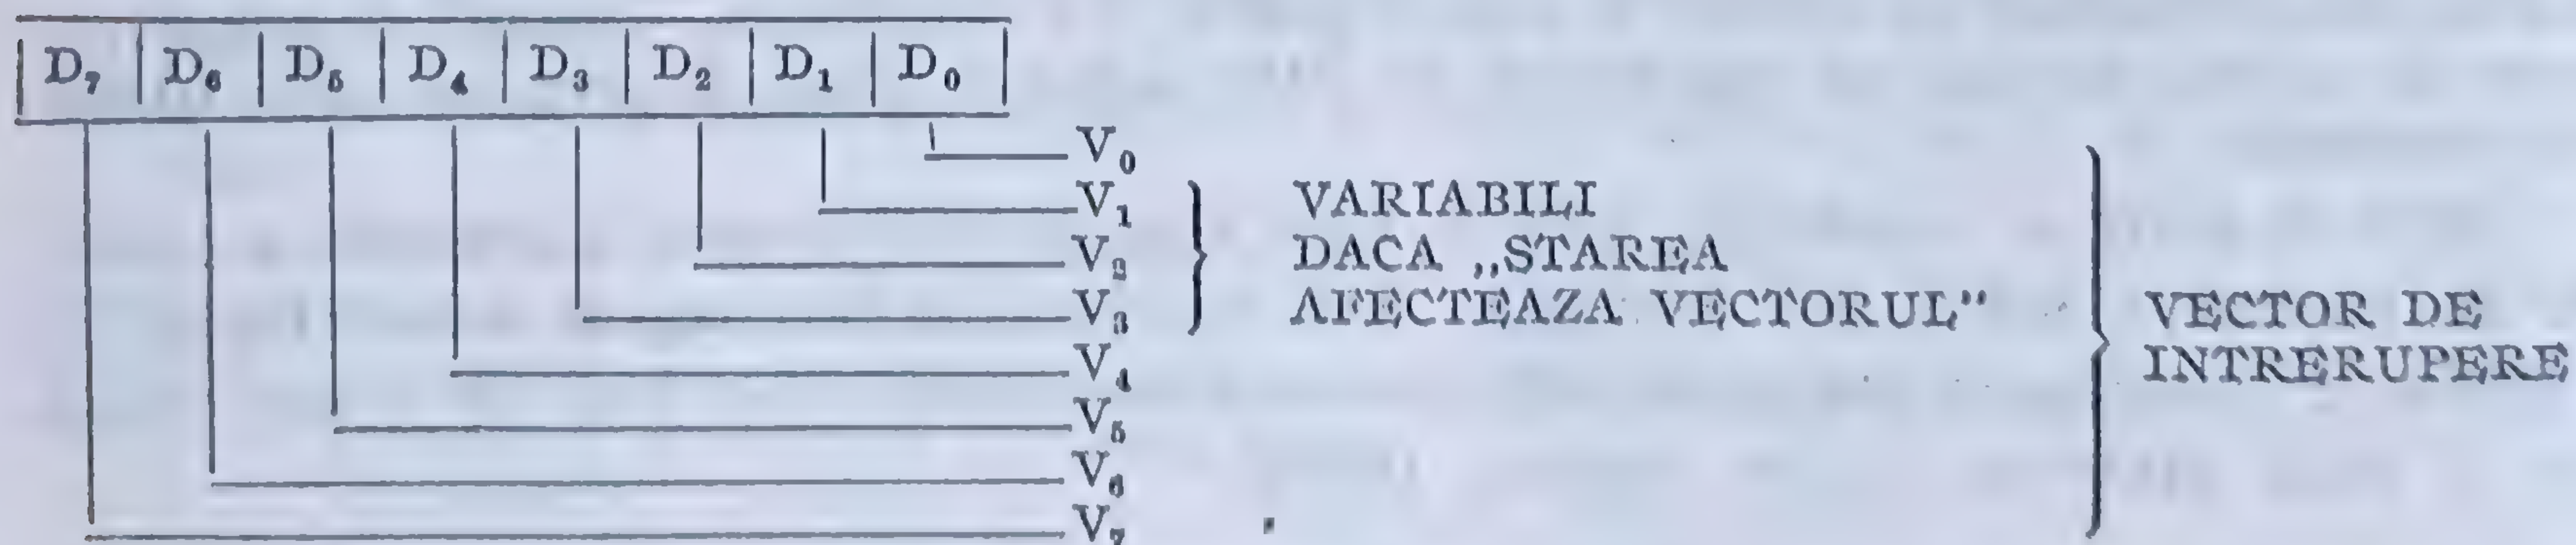 D₇ D₆ D₅ D₄ D₃ D₂ D₁ D₀
V₀
V₁ VARIABILI
V₂ DACA „STAREA
V₃ AFECTEAZA VECTORUL” VECTOR DE
V₄ INTRERUPERE
V₅
V₆
V₇